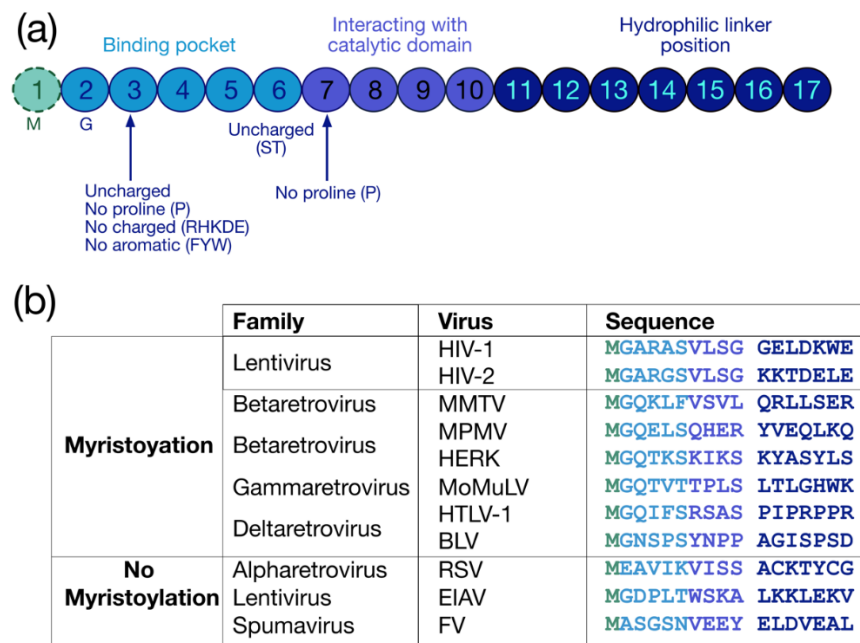 (a)
Binding pocket
Interacting with
catalytic domain
Hydrophilic linker
position
1 2 3 4 5 6 7 8 9 10 11 12 13 14 15 16 17
M G
Uncharged
(ST)
Uncharged
No proline (P)
No charged (RHKDE)
No aromatic (FYW)
No proline (P)
(b)
Family Virus Sequence
Myristoyation
Lentivirus
HIV-1 MGARASVLSG GELDKWE
HIV-2 MGARGSVLSG KKTDELE
Betaretrovirus MMTV MGQKLFVSVL QRLLSER
Betaretrovirus
MPMV MGQELSQHER YVEQLKQ
HERK MGQTKSKIKS KYASYLS
Gammaretrovirus MoMuLV MGQTVTTPLS LTLGHWK
Deltaretrovirus
HTLV-1 MGQIFSRSAS PIPRPPR
BLV MGNSPSYNPP AGISPSD
No
Myristoylation
Alpharetrovirus RSV MEAVIKVISS ACKTYCG
Lentivirus EIAV MGDPLTWSKA LKKLEKV
Spumavirus FV MASGSNVEEY ELDVEAL